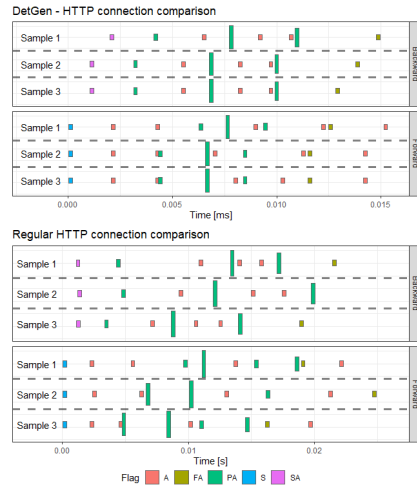 DetGen - HTTP connection comparison
Sample 1
Sample 2
Sample 3
Backward
Sample 1
Sample 2
Sample 3
Forward
0.000 0.005 0.010 0.015
Time [ms]
Regular HTTP connection comparison
Sample 1
Sample 2
Sample 3
Backward
Sample 1
Sample 2
Sample 3
Forward
0.00 0.01 0.02
Time [s]
Flag A FA PA S SA